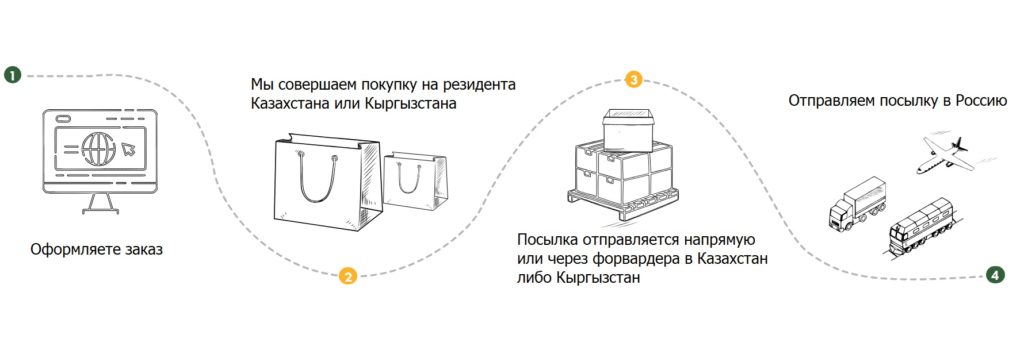 1
Оформляете заказ
Мы совершаем покупку на резидента
Казахстана или Кыргызстана
2
3
Посылка отправляется напрямую
или через форвардера в Казахстан
либо Кыргызстан
Отправляем посылку в Россию
4